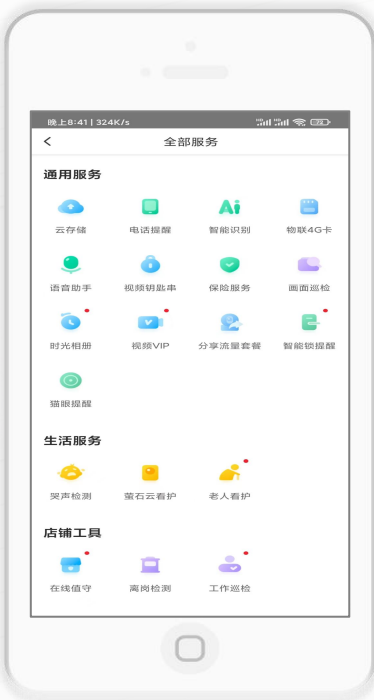 晚上8:41 | 324K/s
全部服务
通用服务
云存储 电话提醒 智能识别 物联4G卡
语音助手 视频钥匙串 保险服务 画面巡检
时光相册 视频VIP 分享流量套餐 智能锁提醒
猫眼提醒
生活服务
哭声检测 萤石云看护 老人看护
店铺工具
在线值守 离岗检测 工作巡检